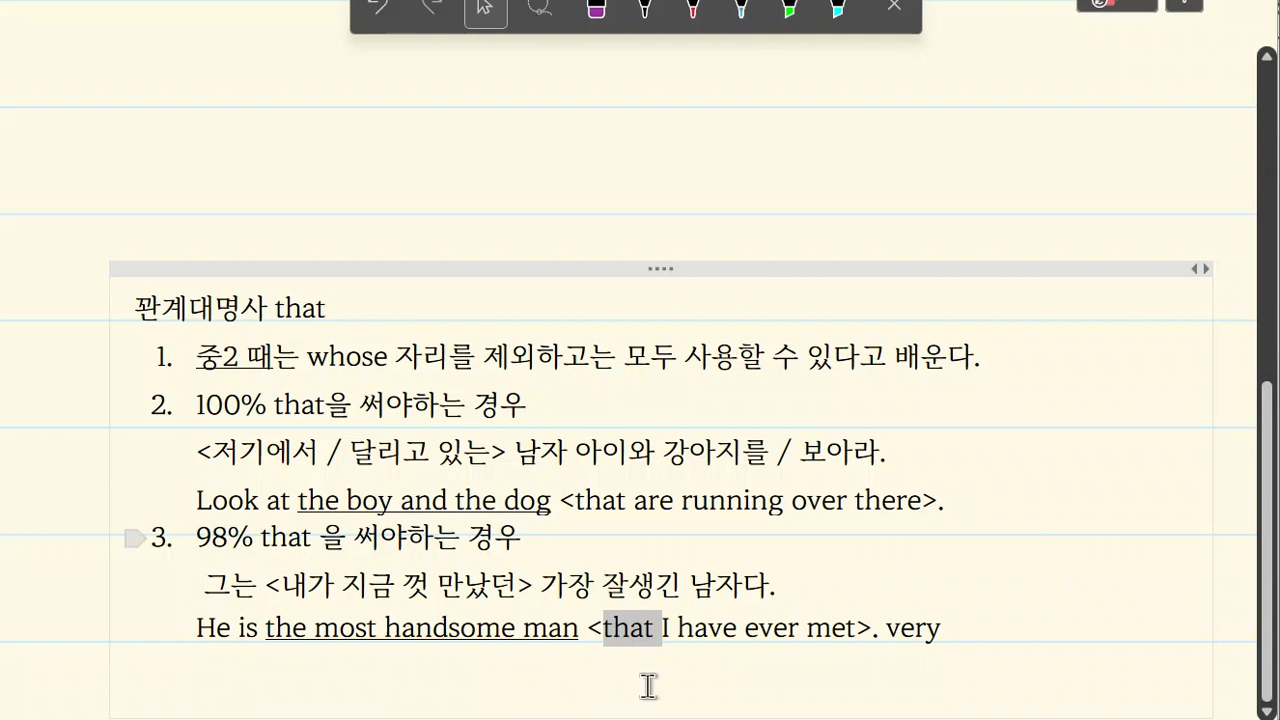 꽌계대명사 that
1. 중2 때는 whose 자리를 제외하고는 모두 사용할 수 있다고 배운다.
2. 100% that을 써야하는 경우
<저기에서 / 달리고 있는> 남자 아이와 강아지를 / 보아라.
Look at the boy and the dog <that are running over there>.
3. 98% that 을 써야하는 경우
그는 <내가 지금 껏 만났던> 가장 잘생긴 남자다.
He is the most handsome man <that I have ever met>. very